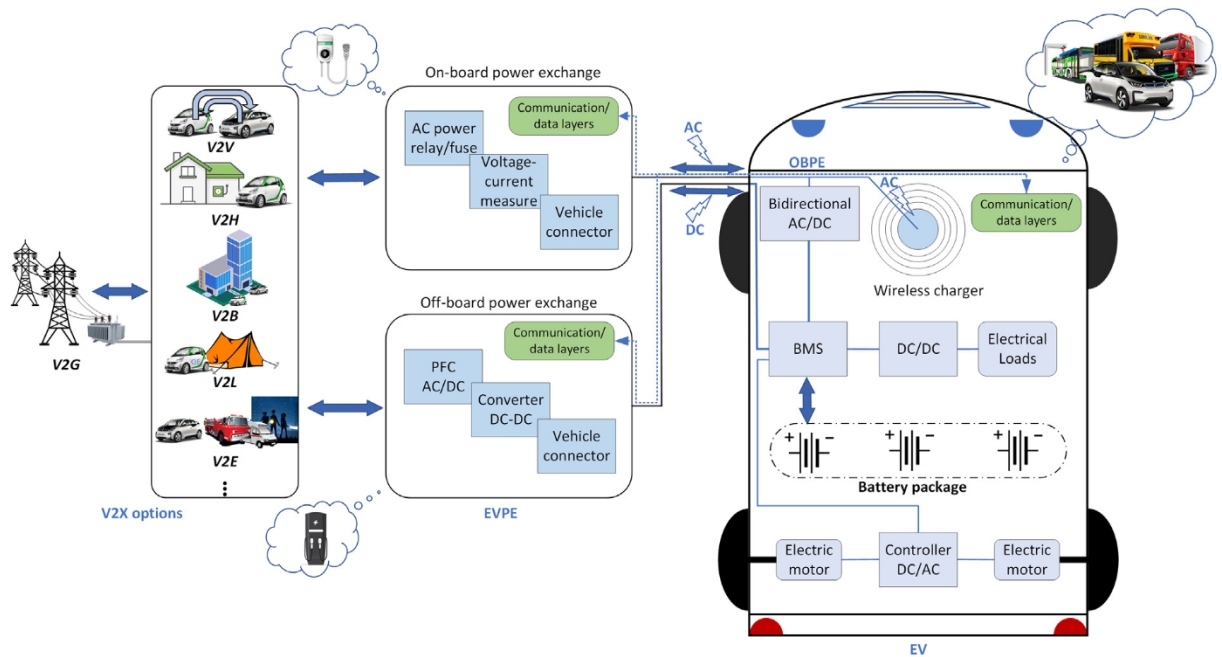 V2G
V2V
V2H
V2B
V2L
V2E
V2X options
On-board power exchange
Communication/
data layers
AC power
relay/fuse
Voltage-
current
measure
Vehicle
connector
Off-board power exchange
Communication/
data layers
PFC
AC/DC
Converter
DC-DC
Vehicle
connector
EVPE
AC
DC
OBPE
Bidirectional
AC/DC
AC
Wireless charger
Communication/
data layers
BMS
DC/DC
Electrical
Loads
+ −
+ −
+ −
Battery package
Electric
motor
Controller
DC/AC
Electric
motor
EV